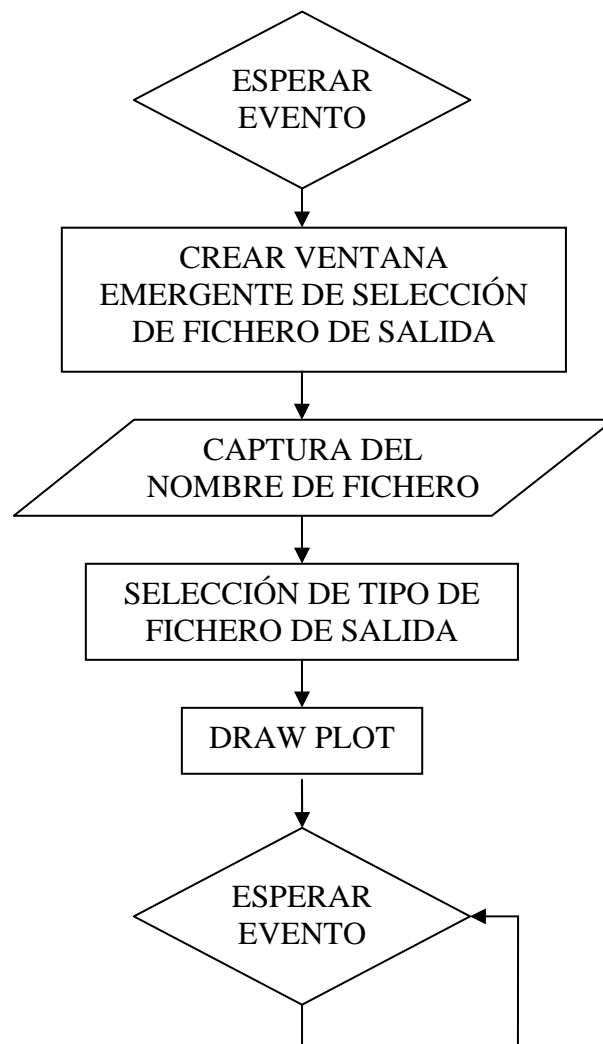 ESPERAR
EVENTO
CREAR VENTANA
EMERGENTE DE SELECCIÓN
DE FICHERO DE SALIDA
CAPTURA DEL
NOMBRE DE FICHERO
SELECCIÓN DE TIPO DE
FICHERO DE SALIDA
DRAW PLOT
ESPERAR
EVENTO